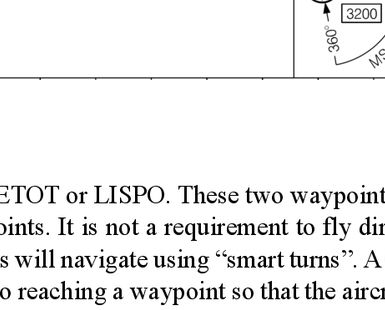 3200
360°
MS
ETOT or LISPO. These two waypoint
oints. It is not a requirement to fly dir
s will navigate using “smart turns”. A
o reaching a waypoint so that the aircr